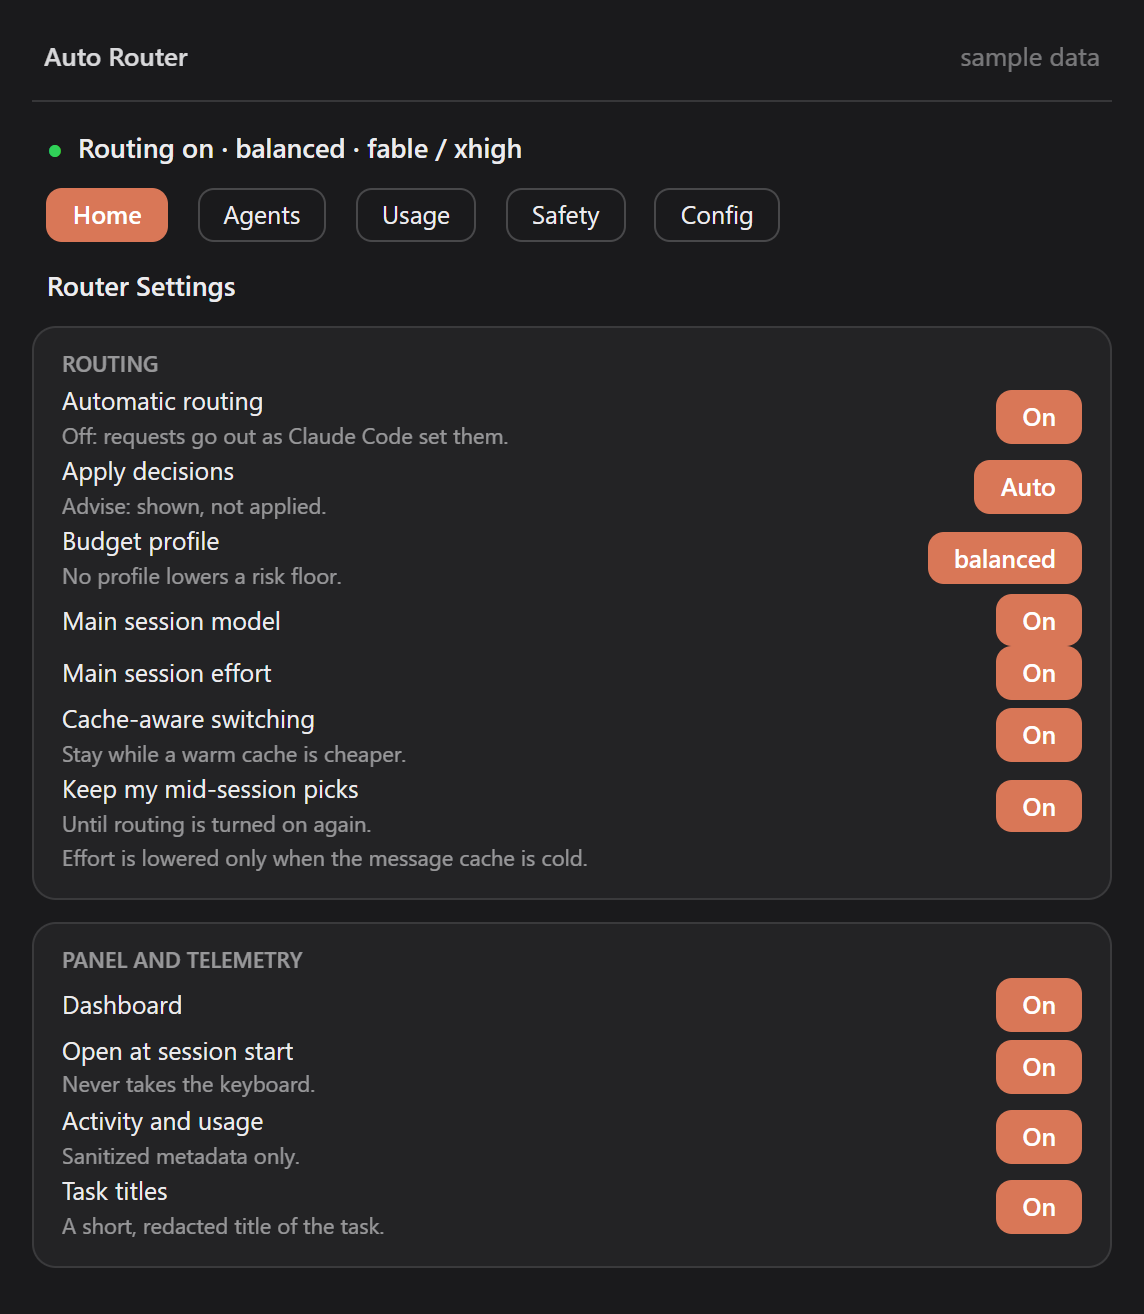 Auto Router
sample data
Routing on · balanced · fable / xhigh
Home
Agents
Usage
Safety
Config
Router Settings
ROUTING
Automatic routing
On
Off: requests go out as Claude Code set them.
Apply decisions
Auto
Advise: shown, not applied.
Budget profile
balanced
No profile lowers a risk floor.
Main session model
On
Main session effort
On
Cache-aware switching
On
Stay while a warm cache is cheaper.
Keep my mid-session picks
On
Until routing is turned on again.
Effort is lowered only when the message cache is cold.
PANEL AND TELEMETRY
Dashboard
On
Open at session start
On
Never takes the keyboard.
Activity and usage
On
Sanitized metadata only.
Task titles
On
A short, redacted title of the task.